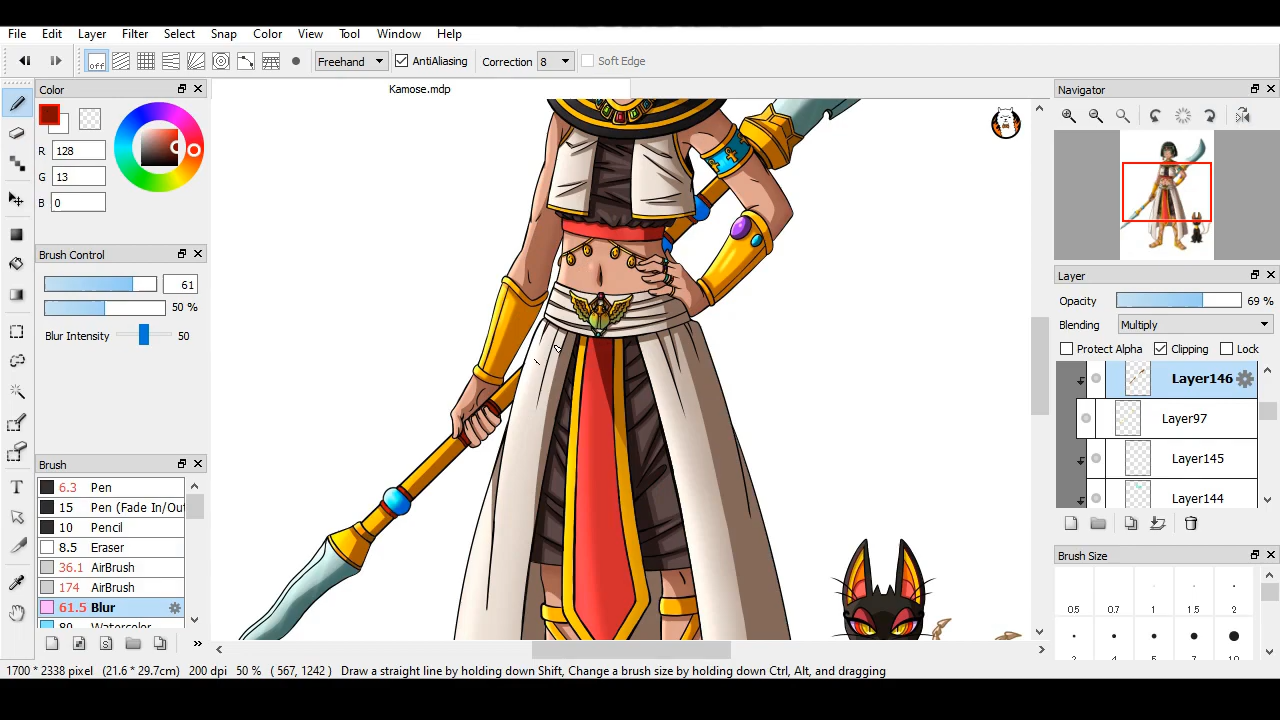 File Edit Layer Filter Select Snap Color View Tool Window Help
off Freehand AntiAliasing Correction 8 Soft Edge
Color
Kamose.mdp
Navigator
R 128
G 13
B 0
Brush Control
61
50 %
Blur Intensity 50
Layer
Opacity 69 %
Blending Multiply
Protect Alpha Clipping Lock
Layer146
Layer97
Layer145
Layer144
Brush
6.3 Pen
15 Pen (Fade In/Out
10 Pencil
8.5 Eraser
36.1 AirBrush
174 AirBrush
61.5 Blur
80 Watercolor
Brush Size
0.5 0.7 1 1.5 2
1700 * 2338 pixel (21.6 * 29.7cm) 200 dpi 50 % ( 567, 1242 ) Draw a straight line by holding down Shift, Change a brush size by holding down Ctrl, Alt, and dragging